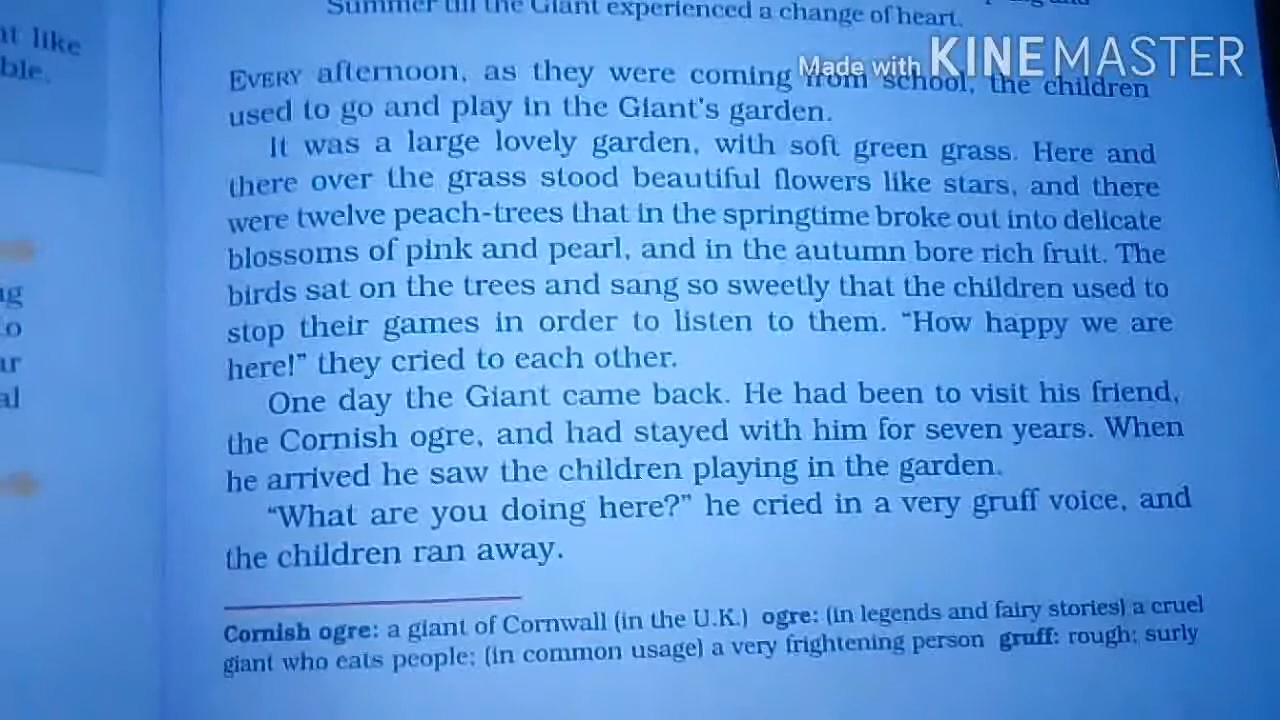 Summer till the Giant experienced a change of heart.
Made with KINEMASTER
EVERY afternoon, as they were coming from school, the children
used to go and play in the Giant's garden.
It was a large lovely garden, with soft green grass. Here and
there over the grass stood beautiful flowers like stars, and there
were twelve peach-trees that in the springtime broke out into delicate
blossoms of pink and pearl, and in the autumn bore rich fruit. The
birds sat on the trees and sang so sweetly that the children used to
stop their games in order to listen to them. “How happy we are
here!” they cried to each other.
One day the Giant came back. He had been to visit his friend,
the Cornish ogre, and had stayed with him for seven years. When
he arrived he saw the children playing in the garden.
“What are you doing here?” he cried in a very gruff voice, and
the children ran away.
Cornish ogre: a giant of Cornwall (in the U.K.) ogre: (in legends and fairy stories) a cruel
giant who eats people; (in common usage) a very frightening person gruff: rough; surly